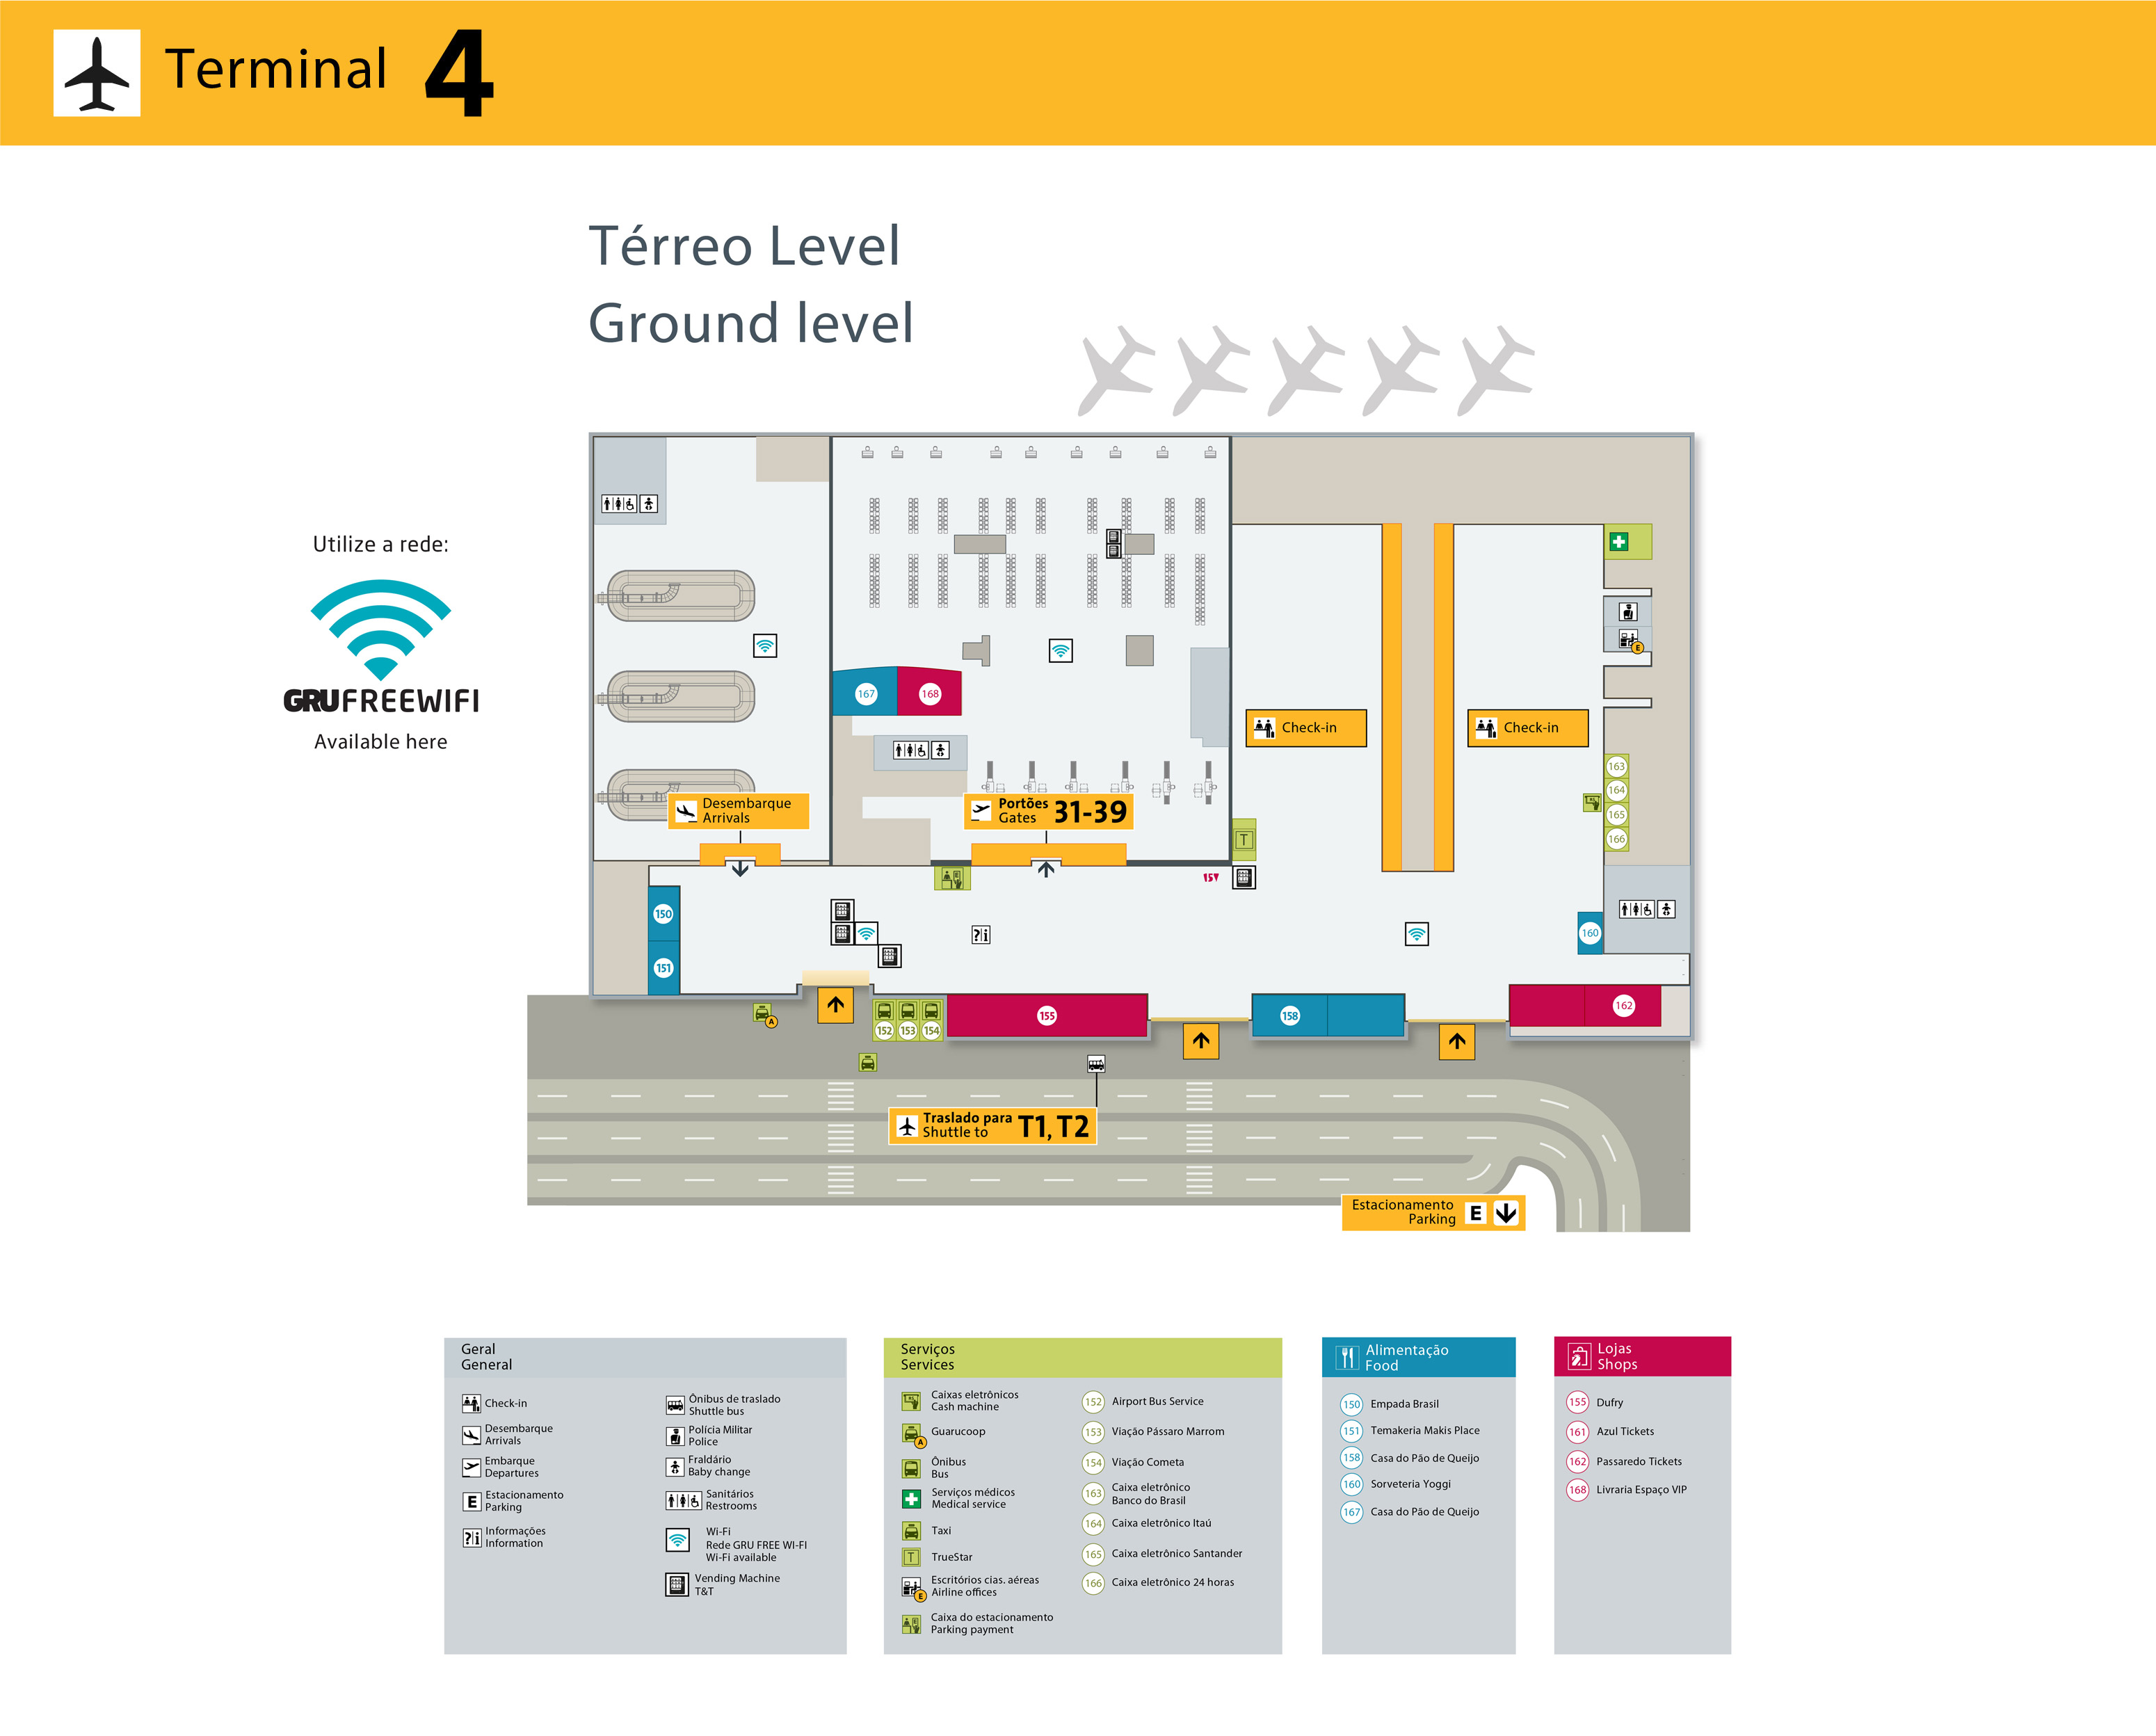 Terminal 4
Térreo Level
Ground level
Utilize a rede:
GRUFREEWIFI
Available here
167
168
Check-in
Check-in
163
164
165
166
Desembarque
Arrivals
Portões
Gates 31-39
T
E
150
151
160
152
153
154
155
158
162
A
Traslado para
Shuttle to T1, T2
Estacionamento
Parking E
Geral
General
Check-in
Desembarque
Arrivals
Embarque
Departures
E Estacionamento
Parking
?i Informações
Information
Ônibus de traslado
Shuttle bus
Polícia Militar
Police
Fraldário
Baby change
Sanitários
Restrooms
Wi-Fi
Rede GRU FREE WI-FI
Wi-Fi available
Vending Machine
T&T
Serviços
Services
Caixas eletrônicos
Cash machine
A Guarucoop
Ônibus
Bus
Serviços médicos
Medical service
Taxi
T TrueStar
Escritórios cias. aéreas
E Airline offices
Caixa do estacionamento
Parking payment
152 Airport Bus Service
153 Viação Pássaro Marrom
154 Viação Cometa
163 Caixa eletrônico
Banco do Brasil
164 Caixa eletrônico Itaú
165 Caixa eletrônico Santander
166 Caixa eletrônico 24 horas
Alimentação
Food
150 Empada Brasil
151 Temakeria Makis Place
158 Casa do Pão de Queijo
160 Sorveteria Yoggi
167 Casa do Pão de Queijo
Lojas
Shops
155 Dufry
161 Azul Tickets
162 Passaredo Tickets
168 Livraria Espaço VIP